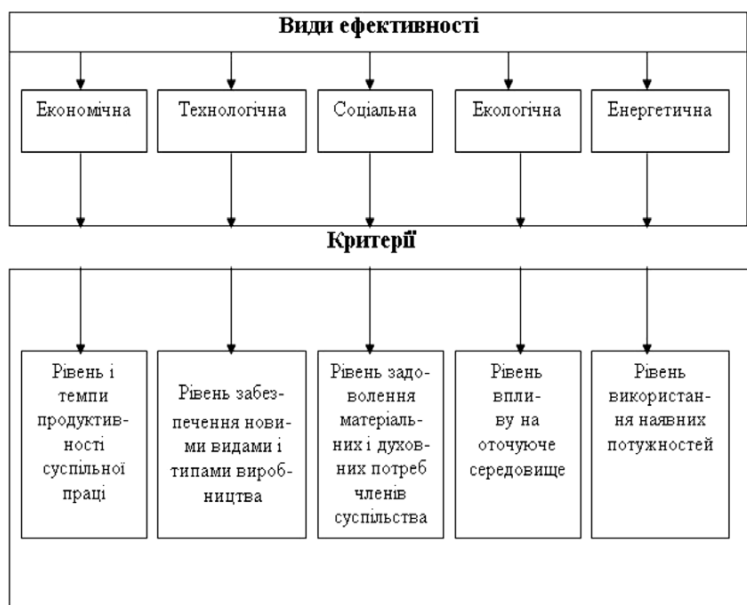 Види ефективності
Економічна
Технологічна
Соціальна
Екологічна
Енергетична
Критерії
Рівень і
темпи
продуктив-
ності
суспільної
праці
Рівень забез-
печення нови-
ми видами і
типами вироб-
ництва
Рівень задо-
волення
матеріаль-
них і духов-
них потреб
членів
суспільства
Рівень
впли-
ву на
оточуюче
середовище
Рівень
використан-
ня наявних
потужностей